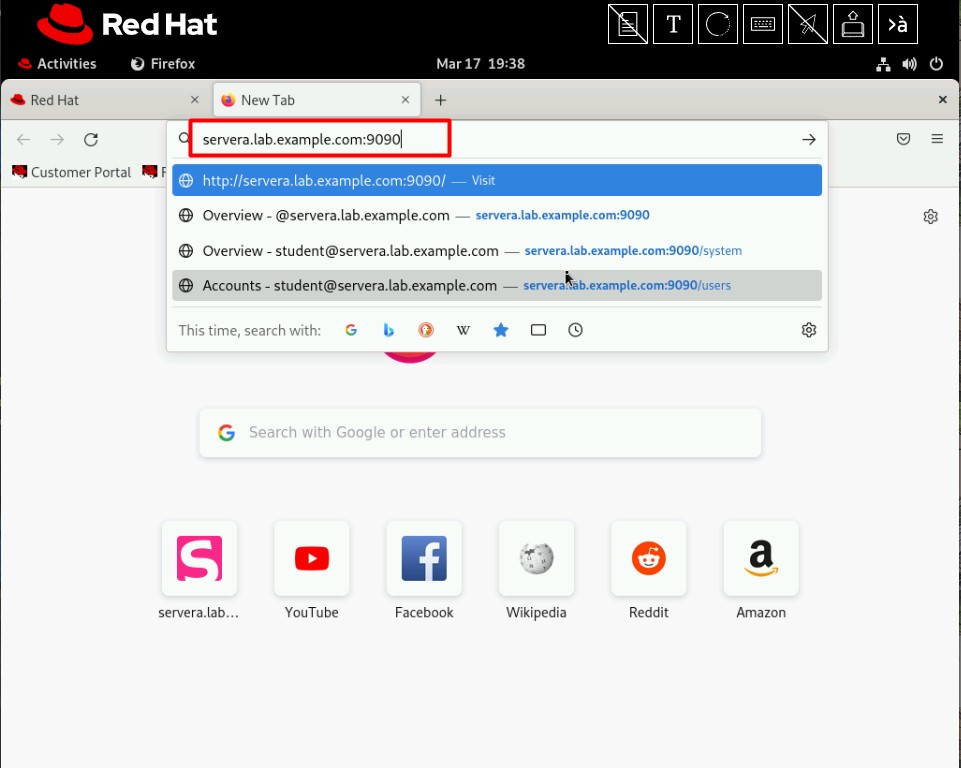 Red Hat
T
>à
Activities Firefox Mar 17 19:38
Red Hat × New Tab × + ×
servera.lab.example.com:9090
Customer Portal
http://servera.lab.example.com:9090/ — Visit
Overview - @servera.lab.example.com — servera.lab.example.com:9090
Overview - student@servera.lab.example.com — servera.lab.example.com:9090/system
Accounts - student@servera.lab.example.com — servera.lab.example.com:9090/users
This time, search with: G b W
G Search with Google or enter address
S f a
servera.lab... YouTube Facebook Wikipedia Reddit Amazon